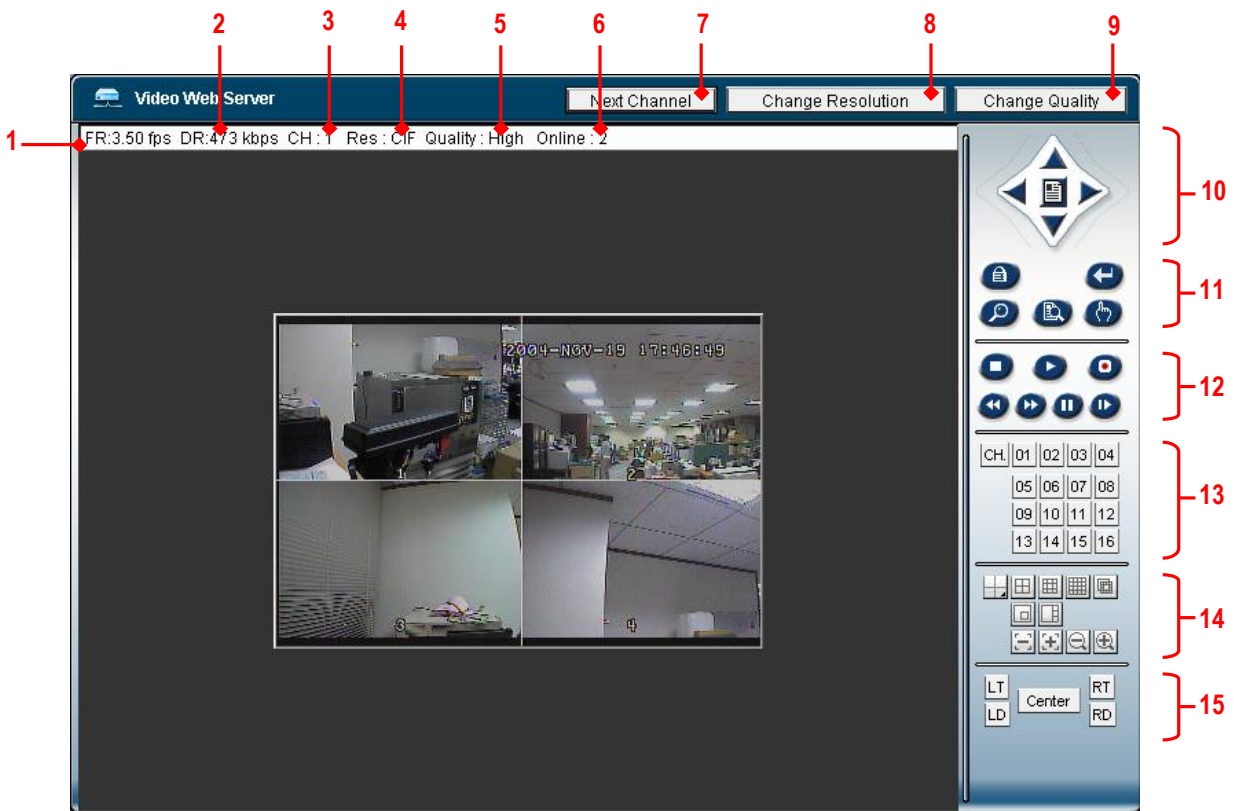 2 3 4 5 6 7 8 9
Video Web Server Next Channel Change Resolution Change Quality
1 FR:3.50 fps DR:473 kbps CH : 1 Res : CIF Quality : High Online : 2
10
11
2004-NOV-19 17:46:49
1 2
12
CH. 01 02 03 04
05 06 07 08
13
09 10 11 12
13 14 15 16
3 4
14
LT RT
Center
15
LD RD